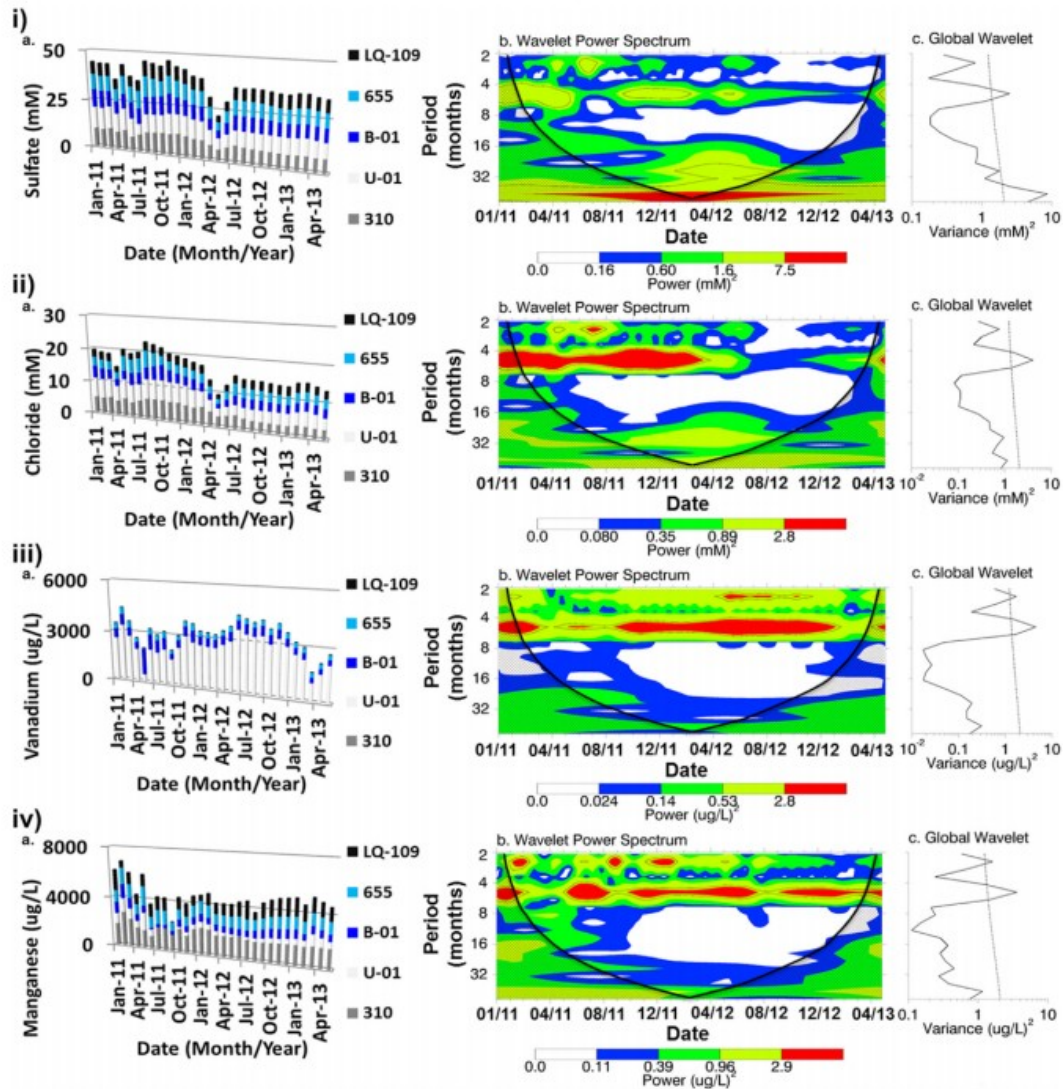 i)
a.
50
25
0
Sulfate (mM)
Jan-11 Apr-11 Jul-11 Oct-11 Jan-12 Apr-12 Jul-12 Oct-12 Jan-13 Apr-13
Date (Month/Year)
LQ-109
655
B-01
U-01
310
b. Wavelet Power Spectrum
Period
(months)
2
4
8
16
32
01/11 04/11 08/11 12/11 04/12 08/12 12/12 04/13
Date
0.0 0.16 0.60 1.6 7.5
Power (mM)2
c. Global Wavelet
0.1 1 10
Variance (mM)2
ii)
a.
30
20
10
0
Chloride (mM)
Jan-11 Apr-11 Jul-11 Oct-11 Jan-12 Apr-12 Jul-12 Oct-12 Jan-13 Apr-13
Date (Month/Year)
LQ-109
655
B-01
U-01
310
b. Wavelet Power Spectrum
Period
(months)
2
4
8
16
32
01/11 04/11 08/11 12/11 04/12 08/12 12/12 04/13
Date
0.0 0.080 0.35 0.89 2.8
Power (mM)2
c. Global Wavelet
10-2 0.1 1 10
Variance (mM)2
iii)
a.
6000
3000
0
Vanadium (ug/L)
Jan-11 Apr-11 Jul-11 Oct-11 Jan-12 Apr-12 Jul-12 Oct-12 Jan-13 Apr-13
Date (Month/Year)
LQ-109
655
B-01
U-01
310
b. Wavelet Power Spectrum
Period
(months)
2
4
8
16
32
01/11 04/11 08/11 12/11 04/12 08/12 12/12 04/13
Date
0.0 0.024 0.14 0.53 2.8
Power (ug/L)2
c. Global Wavelet
10-2 0.1 1 10
Variance (ug/L)2
iv)
a.
8000
4000
0
Manganese (ug/L)
Jan-11 Apr-11 Jul-11 Oct-11 Jan-12 Apr-12 Jul-12 Oct-12 Jan-13 Apr-13
Date (Month/Year)
LQ-109
655
B-01
U-01
310
b. Wavelet Power Spectrum
Period
(months)
2
4
8
16
32
01/11 04/11 08/11 12/11 04/12 08/12 12/12 04/13
Date
0.0 0.11 0.39 0.96 2.9
Power (ug/L)2
c. Global Wavelet
0.1 1 10
Variance (ug/L)2